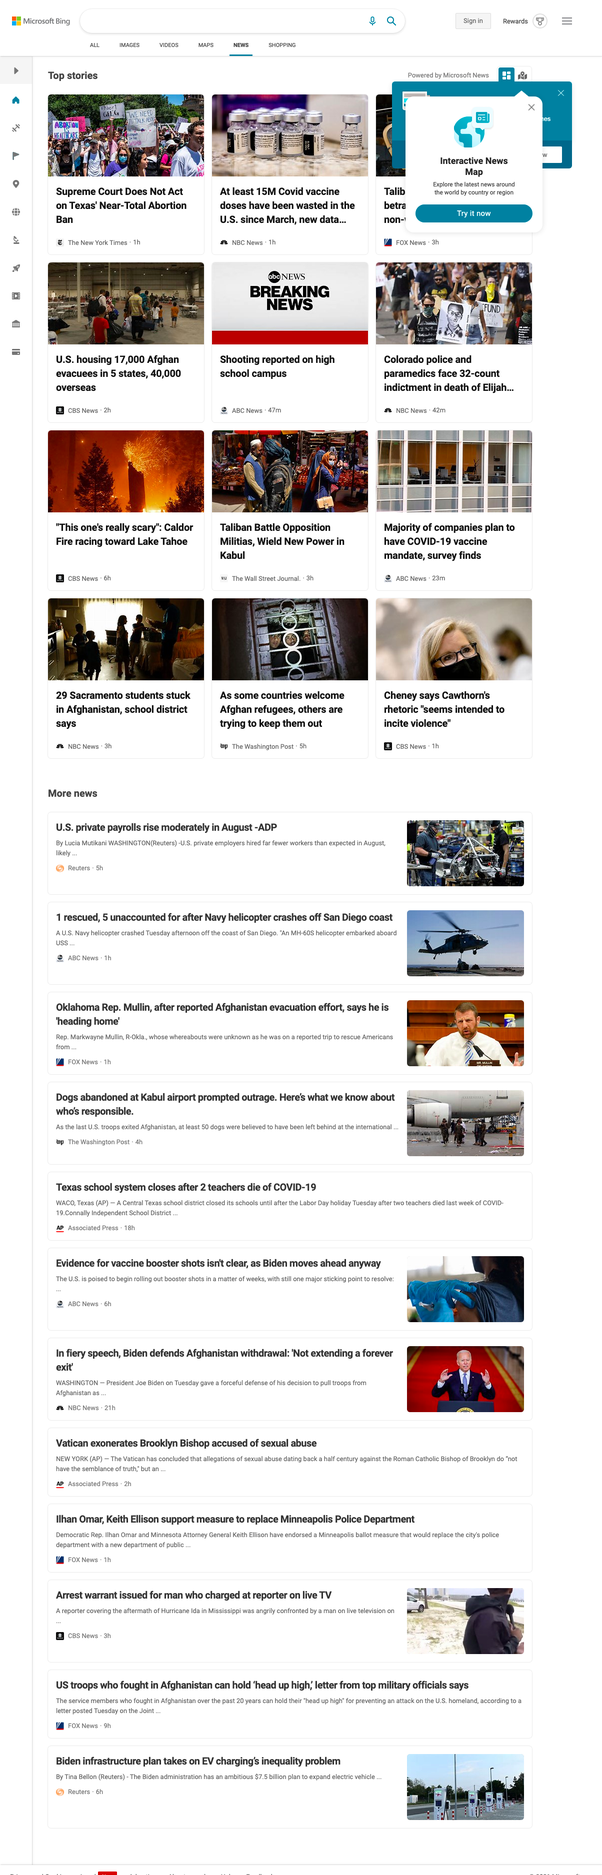 Microsoft Bing
Sign in
Rewards
ALL
IMAGES
VIDEOS
MAPS
NEWS
SHOPPING
Top stories
Powered by Microsoft News
Interactive News
Map
Explore the latest news around
the world by country or region
Try it now
Supreme Court Does Not Act
on Texas' Near-Total Abortion
Ban
The New York Times · 1h
At least 15M Covid vaccine
doses have been wasted in the
U.S. since March, new data...
NBC News · 1h
Talib
betra
non-
FOX News · 3h
U.S. housing 17,000 Afghan
evacuees in 5 states, 40,000
overseas
CBS News · 2h
abc NEWS
BREAKING
NEWS
Shooting reported on high
school campus
ABC News · 47m
Colorado police and
paramedics face 32-count
indictment in death of Elijah...
NBC News · 42m
"This one's really scary": Caldor
Fire racing toward Lake Tahoe
CBS News · 6h
Taliban Battle Opposition
Militias, Wield New Power in
Kabul
The Wall Street Journal. · 3h
Majority of companies plan to
have COVID-19 vaccine
mandate, survey finds
ABC News · 23m
29 Sacramento students stuck
in Afghanistan, school district
says
NBC News · 3h
As some countries welcome
Afghan refugees, others are
trying to keep them out
The Washington Post · 5h
Cheney says Cawthorn's
rhetoric "seems intended to
incite violence"
CBS News · 1h
More news
U.S. private payrolls rise moderately in August -ADP
By Lucia Mutikani WASHINGTON(Reuters) -U.S. private employers hired far fewer workers than expected in August,
likely ...
Reuters · 5h
1 rescued, 5 unaccounted for after Navy helicopter crashes off San Diego coast
A U.S. Navy helicopter crashed Tuesday afternoon off the coast of San Diego. "An MH-60S helicopter embarked aboard
USS ...
ABC News · 1h
Oklahoma Rep. Mullin, after reported Afghanistan evacuation effort, says he is
'heading home'
Rep. Markwayne Mullin, R-Okla., whose whereabouts were unknown as he was on a reported trip to rescue Americans
from ...
FOX News · 1h
Dogs abandoned at Kabul airport prompted outrage. Here's what we know about
who's responsible.
As the last U.S. troops exited Afghanistan, at least 50 dogs were believed to have been left behind at the international ...
The Washington Post · 4h
Texas school system closes after 2 teachers die of COVID-19
WACO, Texas (AP) — A Central Texas school district closed its schools until after the Labor Day holiday Tuesday after two teachers died last week of COVID-
19.Connally Independent School District ...
Associated Press · 18h
Evidence for vaccine booster shots isn't clear, as Biden moves ahead anyway
The U.S. is poised to begin rolling out booster shots in a matter of weeks, with still one major sticking point to resolve:
...
ABC News · 6h
In fiery speech, Biden defends Afghanistan withdrawal: 'Not extending a forever
exit'
WASHINGTON — President Joe Biden on Tuesday gave a forceful defense of his decision to pull troops from
Afghanistan as ...
NBC News · 21h
Vatican exonerates Brooklyn Bishop accused of sexual abuse
NEW YORK (AP) — The Vatican has concluded that allegations of sexual abuse dating back a half century against the Roman Catholic Bishop of Brooklyn do "not
have the semblance of truth," but an ...
Associated Press · 2h
Ilhan Omar, Keith Ellison support measure to replace Minneapolis Police Department
Democratic Rep. Ilhan Omar and Minnesota Attorney General Keith Ellison have endorsed a Minneapolis ballot measure that would replace the city's police
department with a new department of public ...
FOX News · 1h
Arrest warrant issued for man who charged at reporter on live TV
A reporter covering the aftermath of Hurricane Ida in Mississippi was angrily confronted by a man on live television on
...
CBS News · 3h
US troops who fought in Afghanistan can hold 'head up high,' letter from top military officials says
The service members who fought in Afghanistan over the past 20 years can hold their "head up high" for preventing an attack on the U.S. homeland, according to a
letter posted Tuesday on the Joint ...
FOX News · 9h
Biden infrastructure plan takes on EV charging's inequality problem
By Tina Bellon (Reuters) - The Biden administration has an ambitious $7.5 billion plan to expand electric vehicle ...
Reuters · 6h